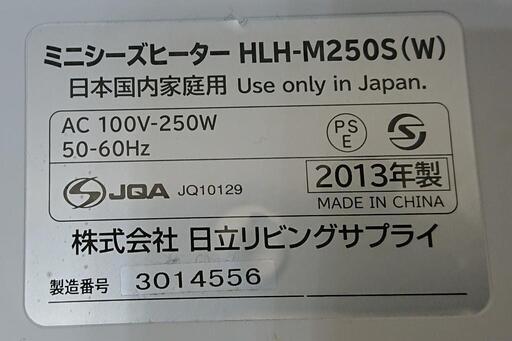 ミニシーズヒーター HLH-M250S(W)
日本国内家庭用 Use only in Japan.
AC 100V-250W
50-60Hz
PS
E
S JQA JQ10129
2013年製
MADE IN CHINA
株式会社 日立リビングサプライ
製造番号 3014556